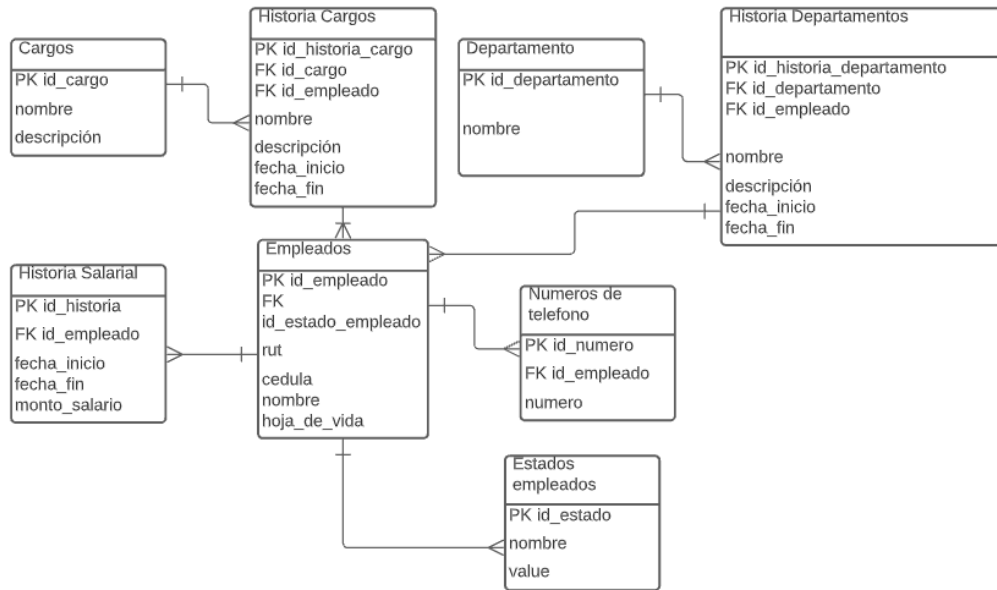 Cargos
PK id_cargo
nombre
descripción
Historia Cargos
PK id_historia_cargo
FK id_cargo
FK id_empleado
nombre
descripción
fecha_inicio
fecha_fin
Departamento
PK id_departamento
nombre
Historia Departamentos
PK id_historia_departamento
FK id_departamento
FK id_empleado
nombre
descripción
fecha_inicio
fecha_fin
Historia Salarial
PK id_historia
FK id_empleado
fecha_inicio
fecha_fin
monto_salario
Empleados
PK id_empleado
FK
id_estado_empleado
rut
cedula
nombre
hoja_de_vida
Numeros de
telefono
PK id_numero
FK id_empleado
numero
Estados
empleados
PK id_estado
nombre
value